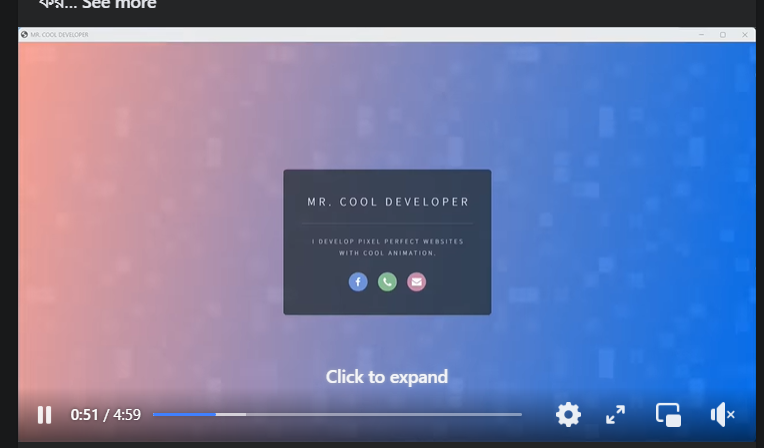 কর... See more
MR. COOL DEVELOPER
MR. COOL DEVELOPER
I DEVELOP PIXEL PERFECT WEBSITES
WITH COOL ANIMATION.
Click to expand
0:51 / 4:59